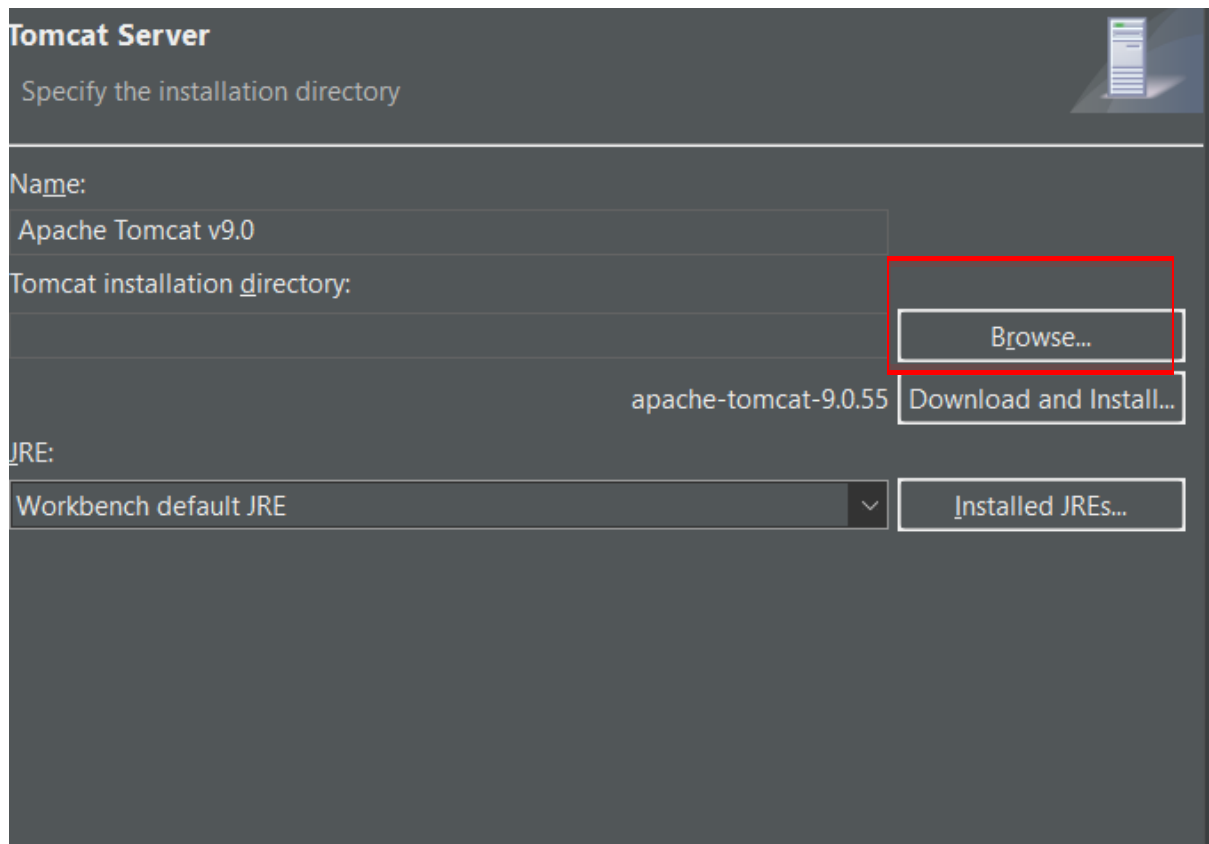 Tomcat Server
Specify the installation directory
Name:
Apache Tomcat v9.0
Tomcat installation directory:
Browse...
apache-tomcat-9.0.55 Download and Install...
JRE:
Workbench default JRE
Installed JREs...